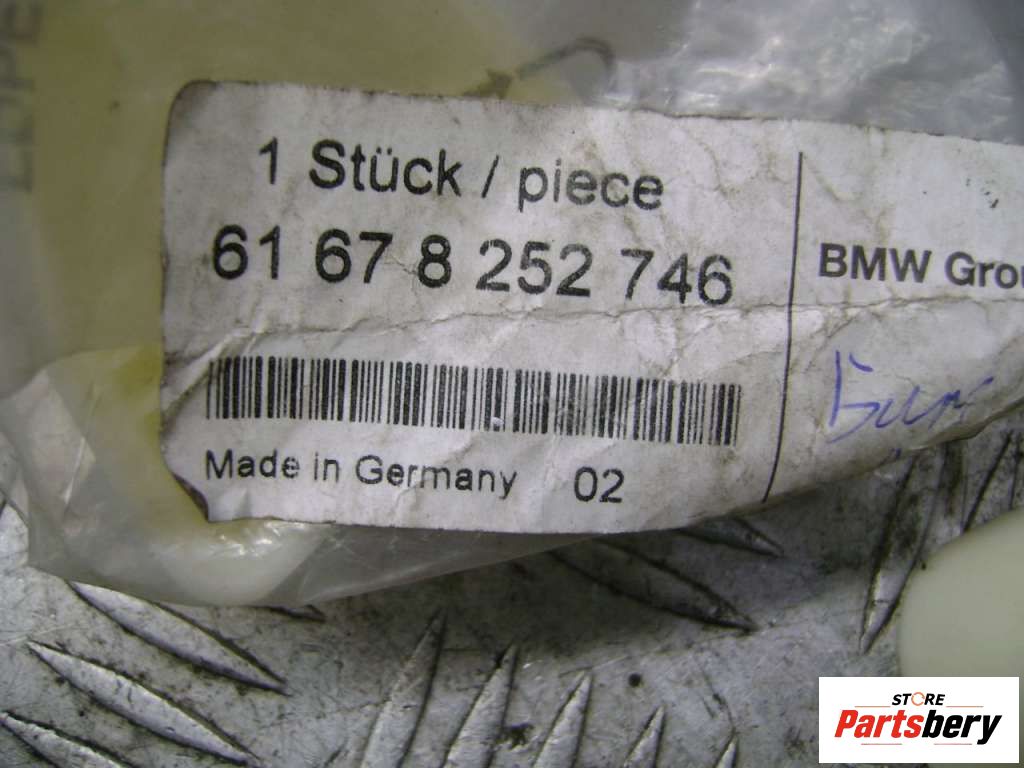 1 Stück / piece
61 67 8 252 746
BMW Grou
Made in Germany 02
STORE
Partsbery